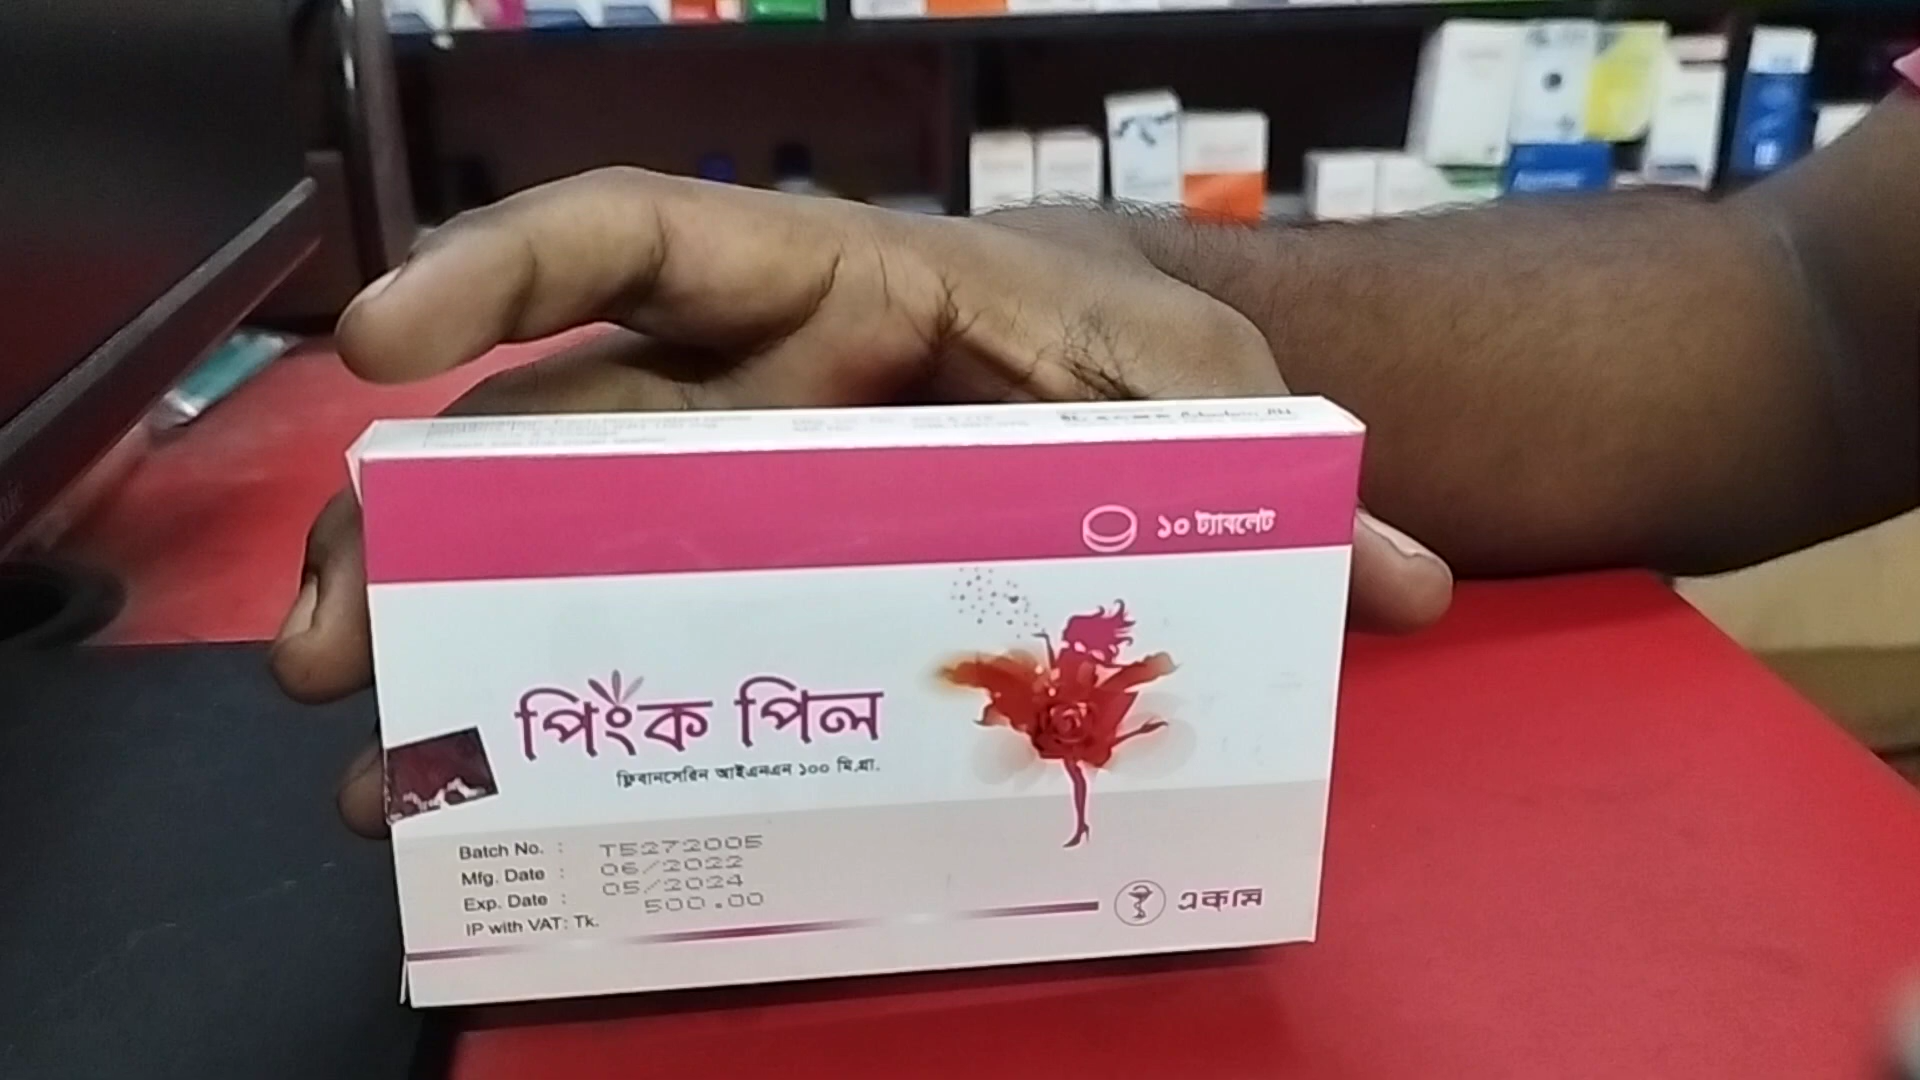 ১০ ট্যাবলেট
পিংক পিল
ফ্লিবানসেরিন আইএনএন ১০০ মি.গ্রা.
Batch No. : T5272005
Mfg. Date : 06/2022
Exp. Date : 05/2024
IP with VAT: Tk. 500.00
একমি